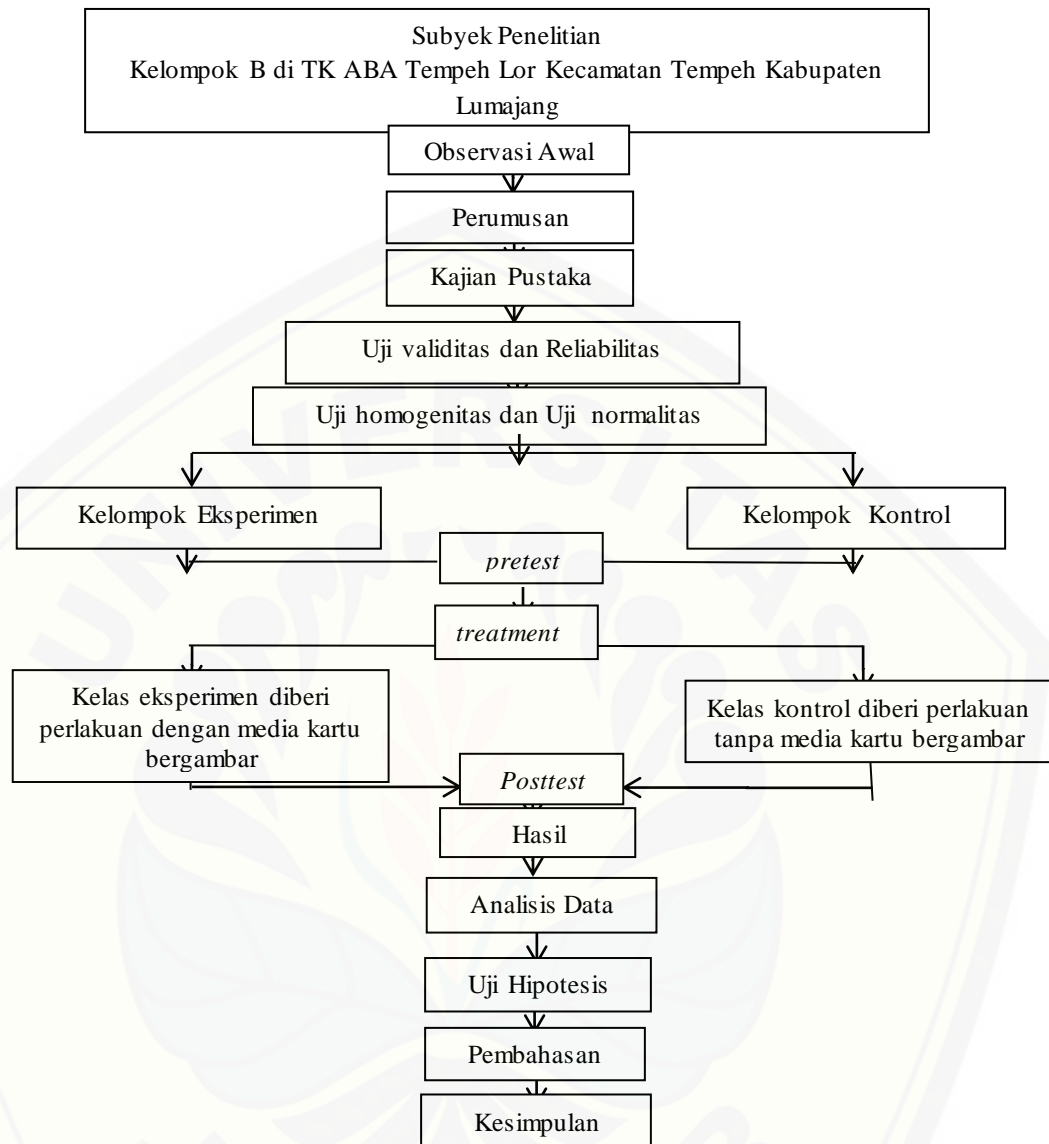 Subyek Penelitian
Kelompok B di TK ABA Tempeh Lor Kecamatan Tempeh Kabupaten
Lumajang
Observasi Awal
Perumusan
Kajian Pustaka
Uji validitas dan Reliabilitas
Uji homogenitas dan Uji normalitas
Kelompok Eksperimen
Kelompok Kontrol
pretest
treatment
Kelas eksperimen diberi
perlakuan dengan media kartu
bergambar
Kelas kontrol diberi perlakuan
tanpa media kartu bergambar
Posttest
Hasil
Analisis Data
Uji Hipotesis
Pembahasan
Kesimpulan
UNIVERSITAS